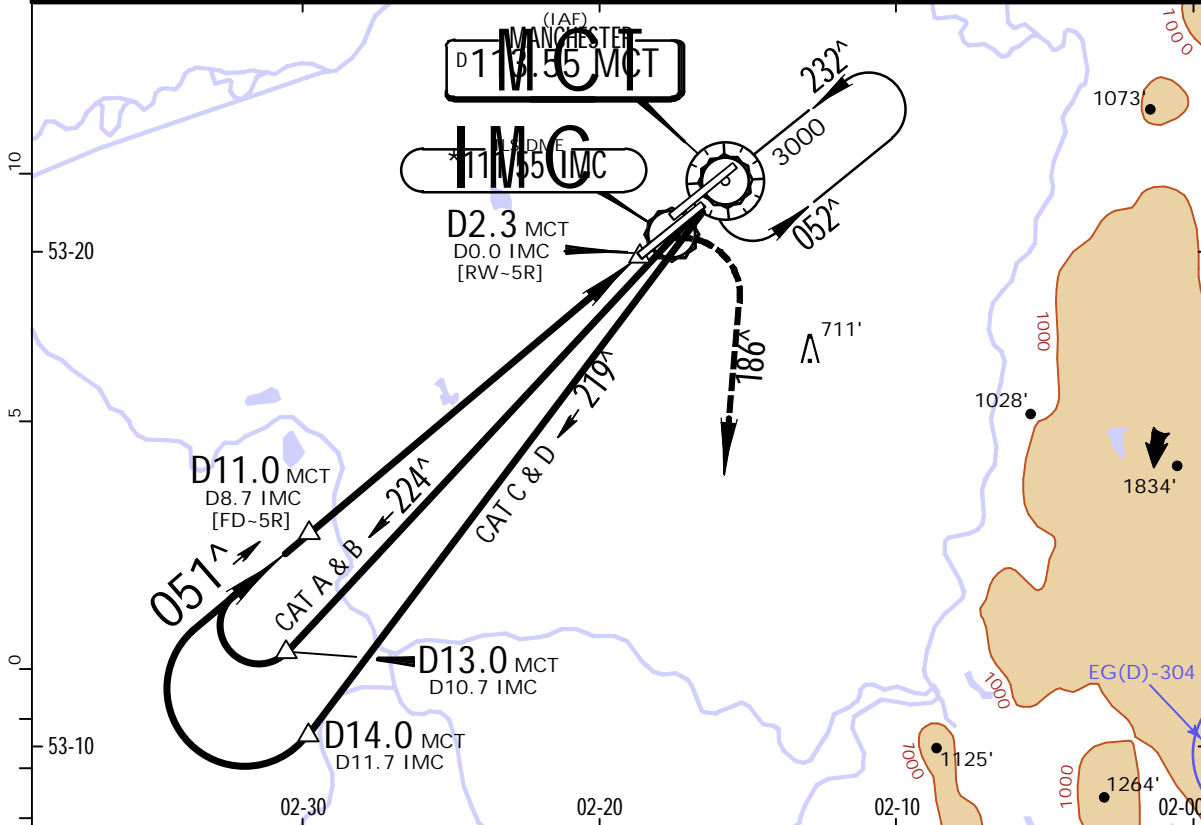 (IAF)
MANCHESTER
D 113.55 MCT
MCT
ILS DME
*111.55 IMC
IMC
D2.3 MCT
D0.0 IMC
[RW~5R]
232^
3000
052^
1000
1073'
10
53-20
186^
711'
1000
219^
1028'
5
1834'
D11.0 MCT
D8.7 IMC
[FD~5R]
224^
CAT C & D
051^
CAT A & B
D13.0 MCT
D10.7 IMC
0
EG(D)-304
1000
D14.0 MCT
D11.7 IMC
53-10
1000
1125'
1000
1264'
02-30
02-20
02-10
02-00